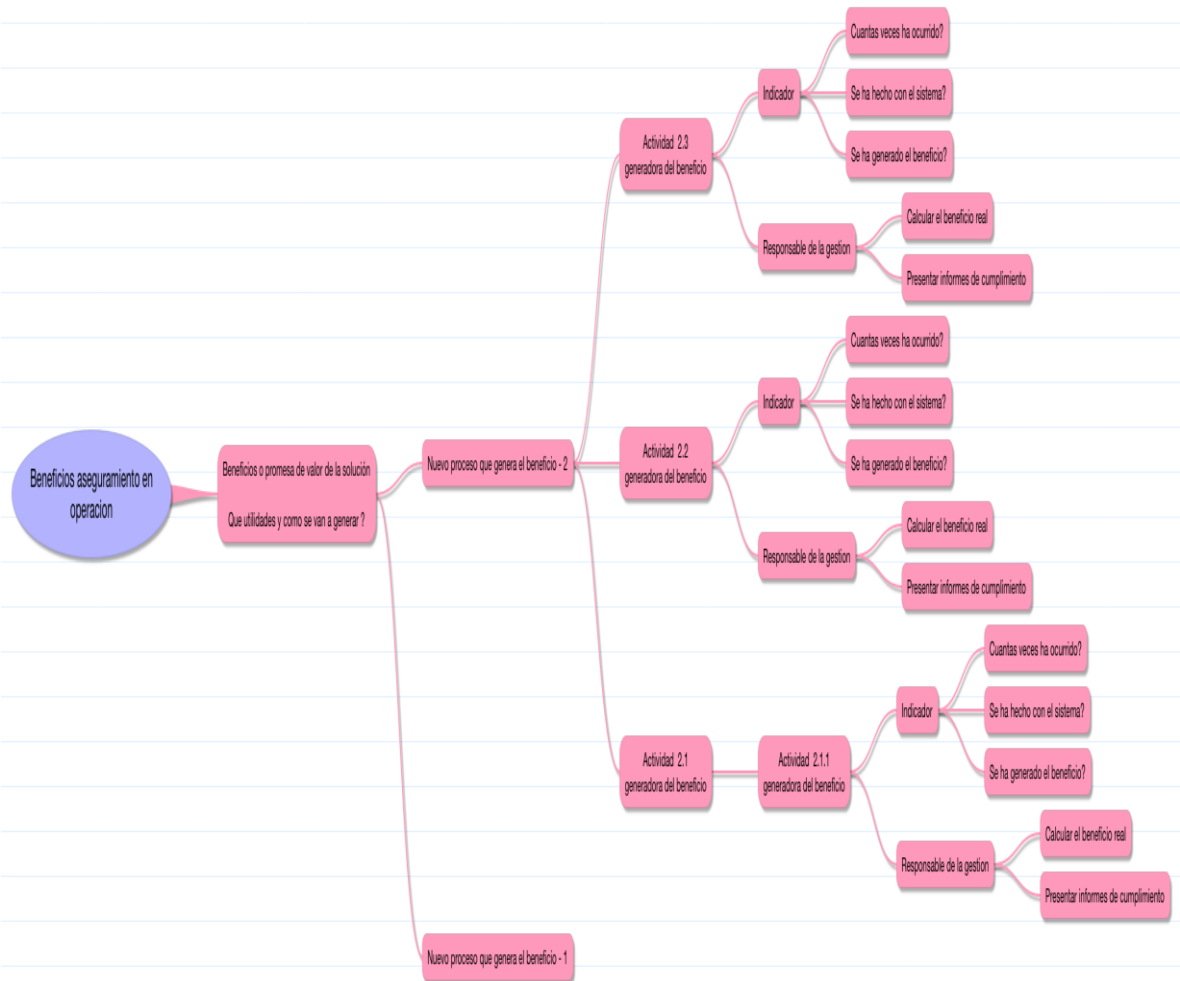 Beneficios aseguramiento en
operacion
Beneficios o promesa de valor de la solución
Que utilidades y como se van a generar ?
Nuevo proceso que genera el beneficio - 2
Actividad 2.3
generadora del beneficio
Indicador
Cuantas veces ha ocurrido?
Se ha hecho con el sistema?
Se ha generado el beneficio?
Responsable de la gestion
Calcular el beneficio real
Presentar informes de cumplimiento
Actividad 2.2
generadora del beneficio
Indicador
Cuantas veces ha ocurrido?
Se ha hecho con el sistema?
Se ha generado el beneficio?
Responsable de la gestion
Calcular el beneficio real
Presentar informes de cumplimiento
Actividad 2.1
generadora del beneficio
Actividad 2.1.1
generadora del beneficio
Indicador
Cuantas veces ha ocurrido?
Se ha hecho con el sistema?
Se ha generado el beneficio?
Responsable de la gestion
Calcular el beneficio real
Presentar informes de cumplimiento
Nuevo proceso que genera el beneficio - 1